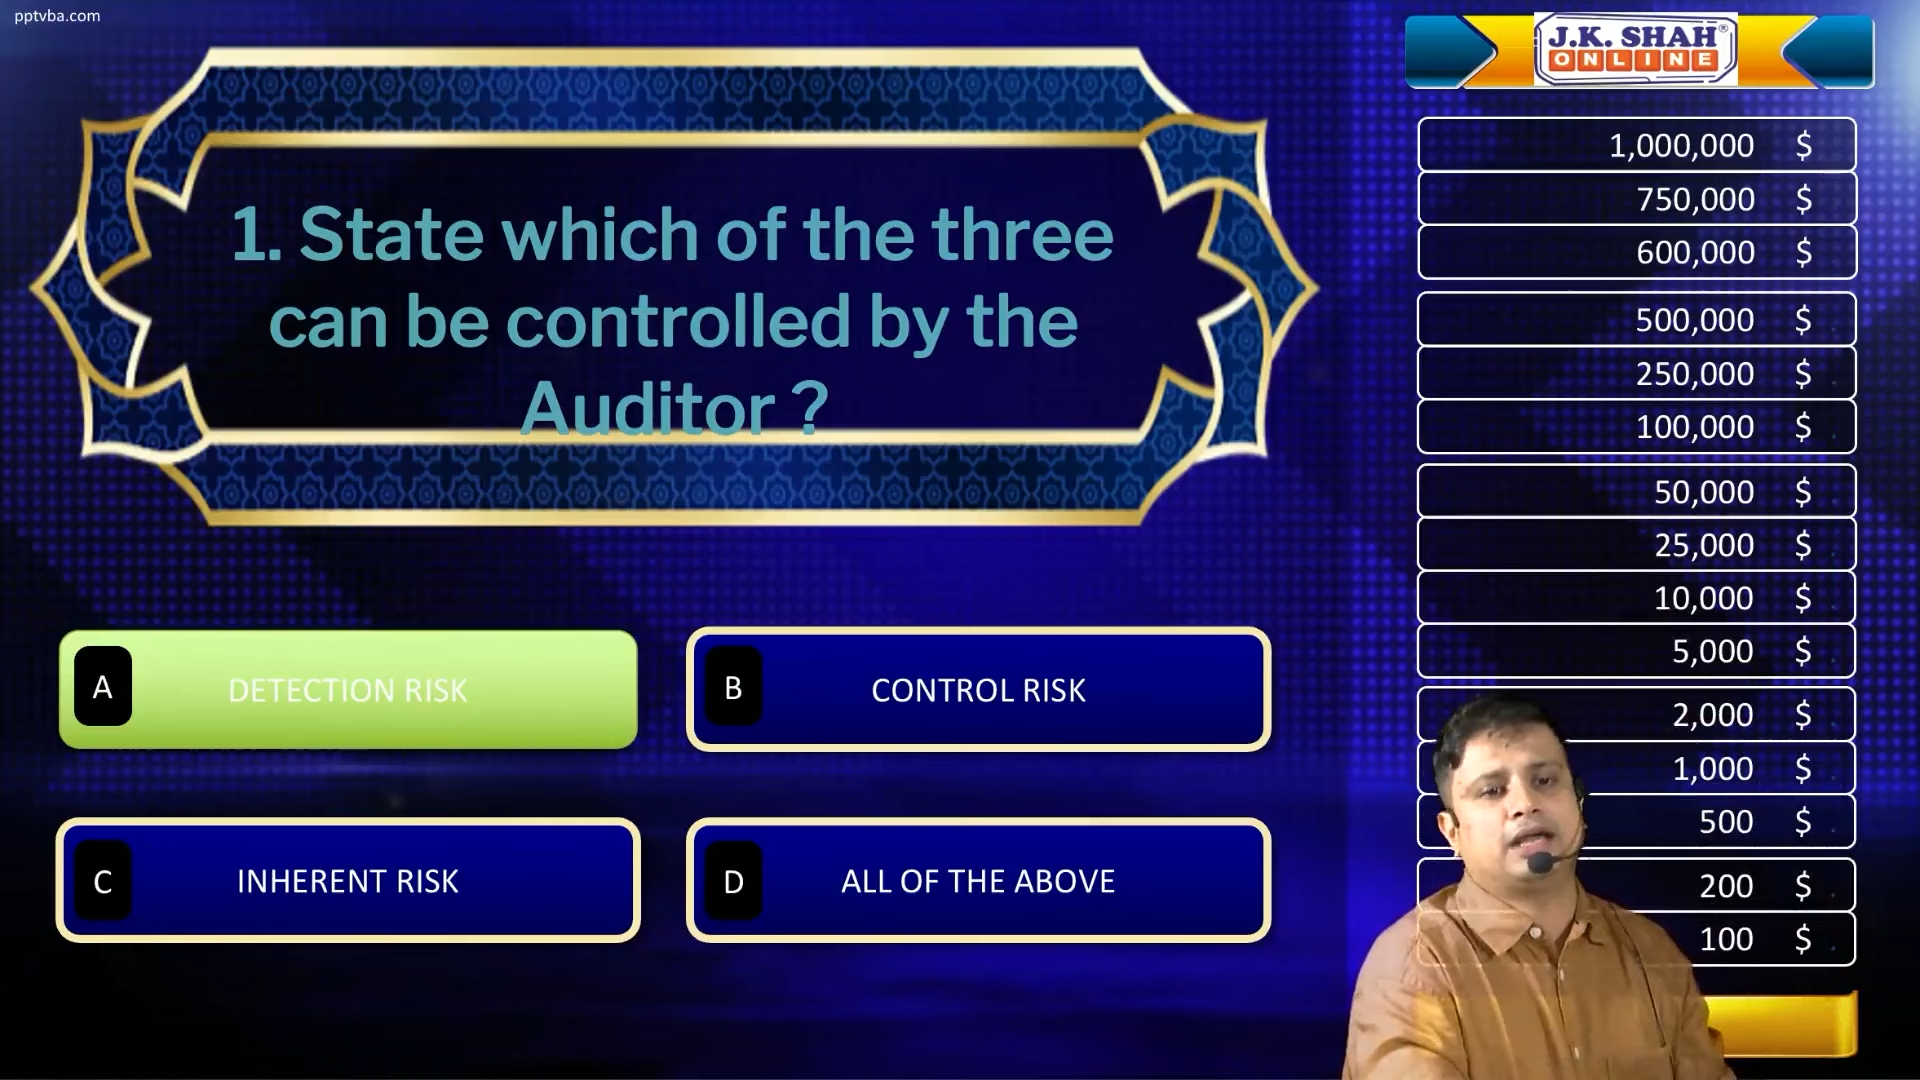 pptvba.com
J.K. SHAH®
ONLINE
1. State which of the three
can be controlled by the
Auditor ?
A DETECTION RISK
B CONTROL RISK
C INHERENT RISK
D ALL OF THE ABOVE
1,000,000 $
750,000 $
600,000 $
500,000 $
250,000 $
100,000 $
50,000 $
25,000 $
10,000 $
5,000 $
2,000 $
1,000 $
500 $
200 $
100 $